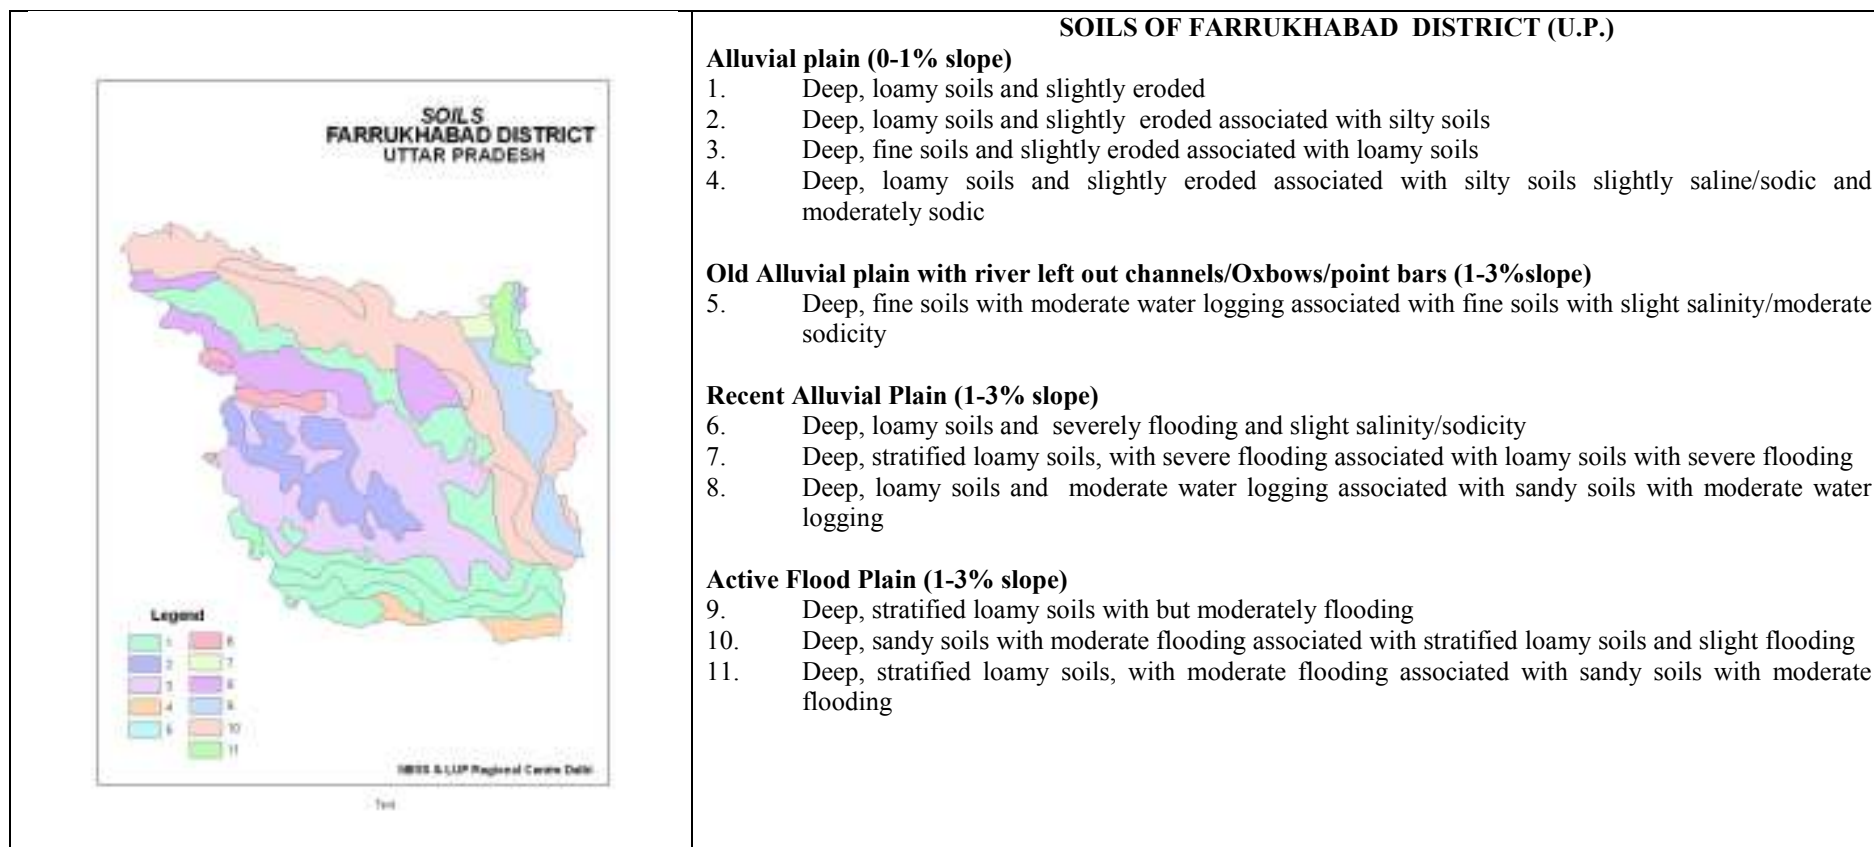 SOILS
FARRUKHABAD DISTRICT
UTTAR PRADESH
Legend
1
2
3
4
5
6
7
8
9
10
11
NBSS & LUP Regional Centre Delhi
SOILS OF FARRUKHABAD DISTRICT (U.P.)
Alluvial plain (0-1% slope)
1. Deep, loamy soils and slightly eroded
2. Deep, loamy soils and slightly eroded associated with silty soils
3. Deep, fine soils and slightly eroded associated with loamy soils
4. Deep, loamy soils and slightly eroded associated with silty soils slightly saline/sodic and
moderately sodic
Old Alluvial plain with river left out channels/Oxbows/point bars (1-3%slope)
5. Deep, fine soils with moderate water logging associated with fine soils with slight salinity/moderate
sodicity
Recent Alluvial Plain (1-3% slope)
6. Deep, loamy soils and severely flooding and slight salinity/sodicity
7. Deep, stratified loamy soils, with severe flooding associated with loamy soils with severe flooding
8. Deep, loamy soils and moderate water logging associated with sandy soils with moderate water
logging
Active Flood Plain (1-3% slope)
9. Deep, stratified loamy soils with but moderately flooding
10. Deep, sandy soils with moderate flooding associated with stratified loamy soils and slight flooding
11. Deep, stratified loamy soils, with moderate flooding associated with sandy soils with moderate
flooding